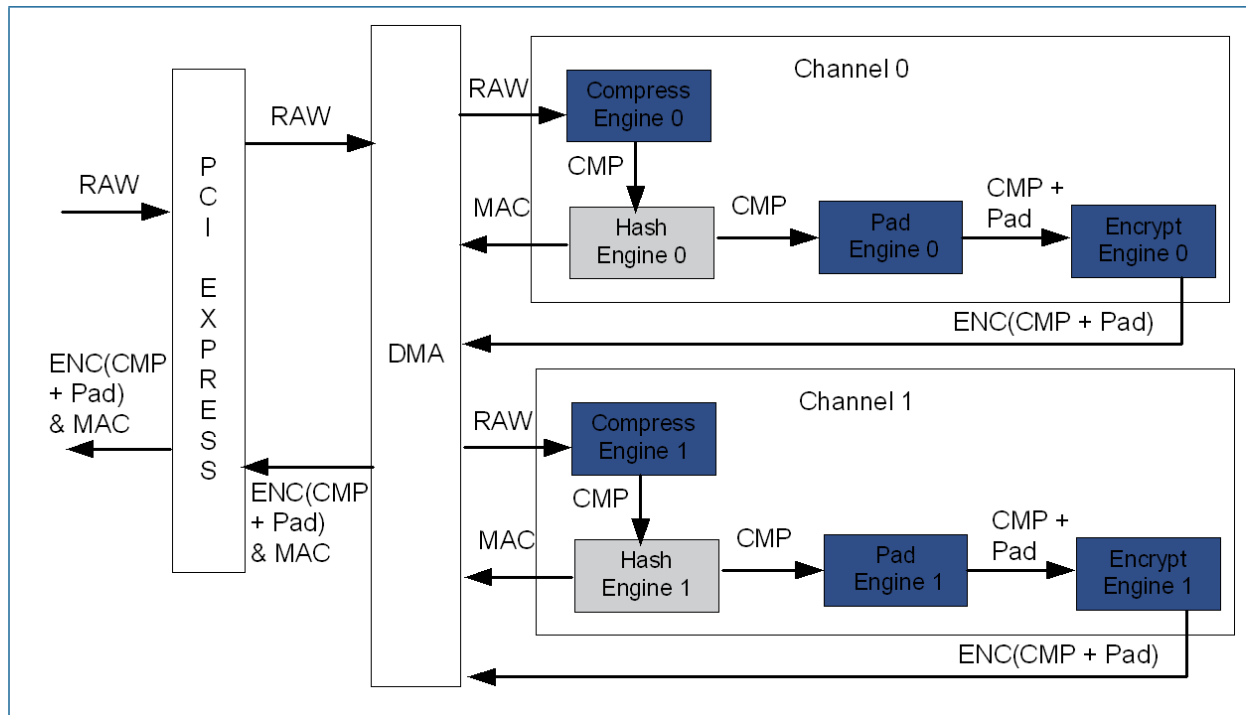 RAW
PCI EXPRESS
ENC(CMP
+ Pad)
& MAC
RAW
ENC(CMP
+ Pad)
& MAC
DMA
Channel 0
RAW
Compress
Engine 0
CMP
MAC
Hash
Engine 0
CMP
Pad
Engine 0
CMP +
Pad
Encrypt
Engine 0
ENC(CMP + Pad)
Channel 1
RAW
Compress
Engine 1
CMP
MAC
Hash
Engine 1
CMP
Pad
Engine 1
CMP +
Pad
Encrypt
Engine 1
ENC(CMP + Pad)